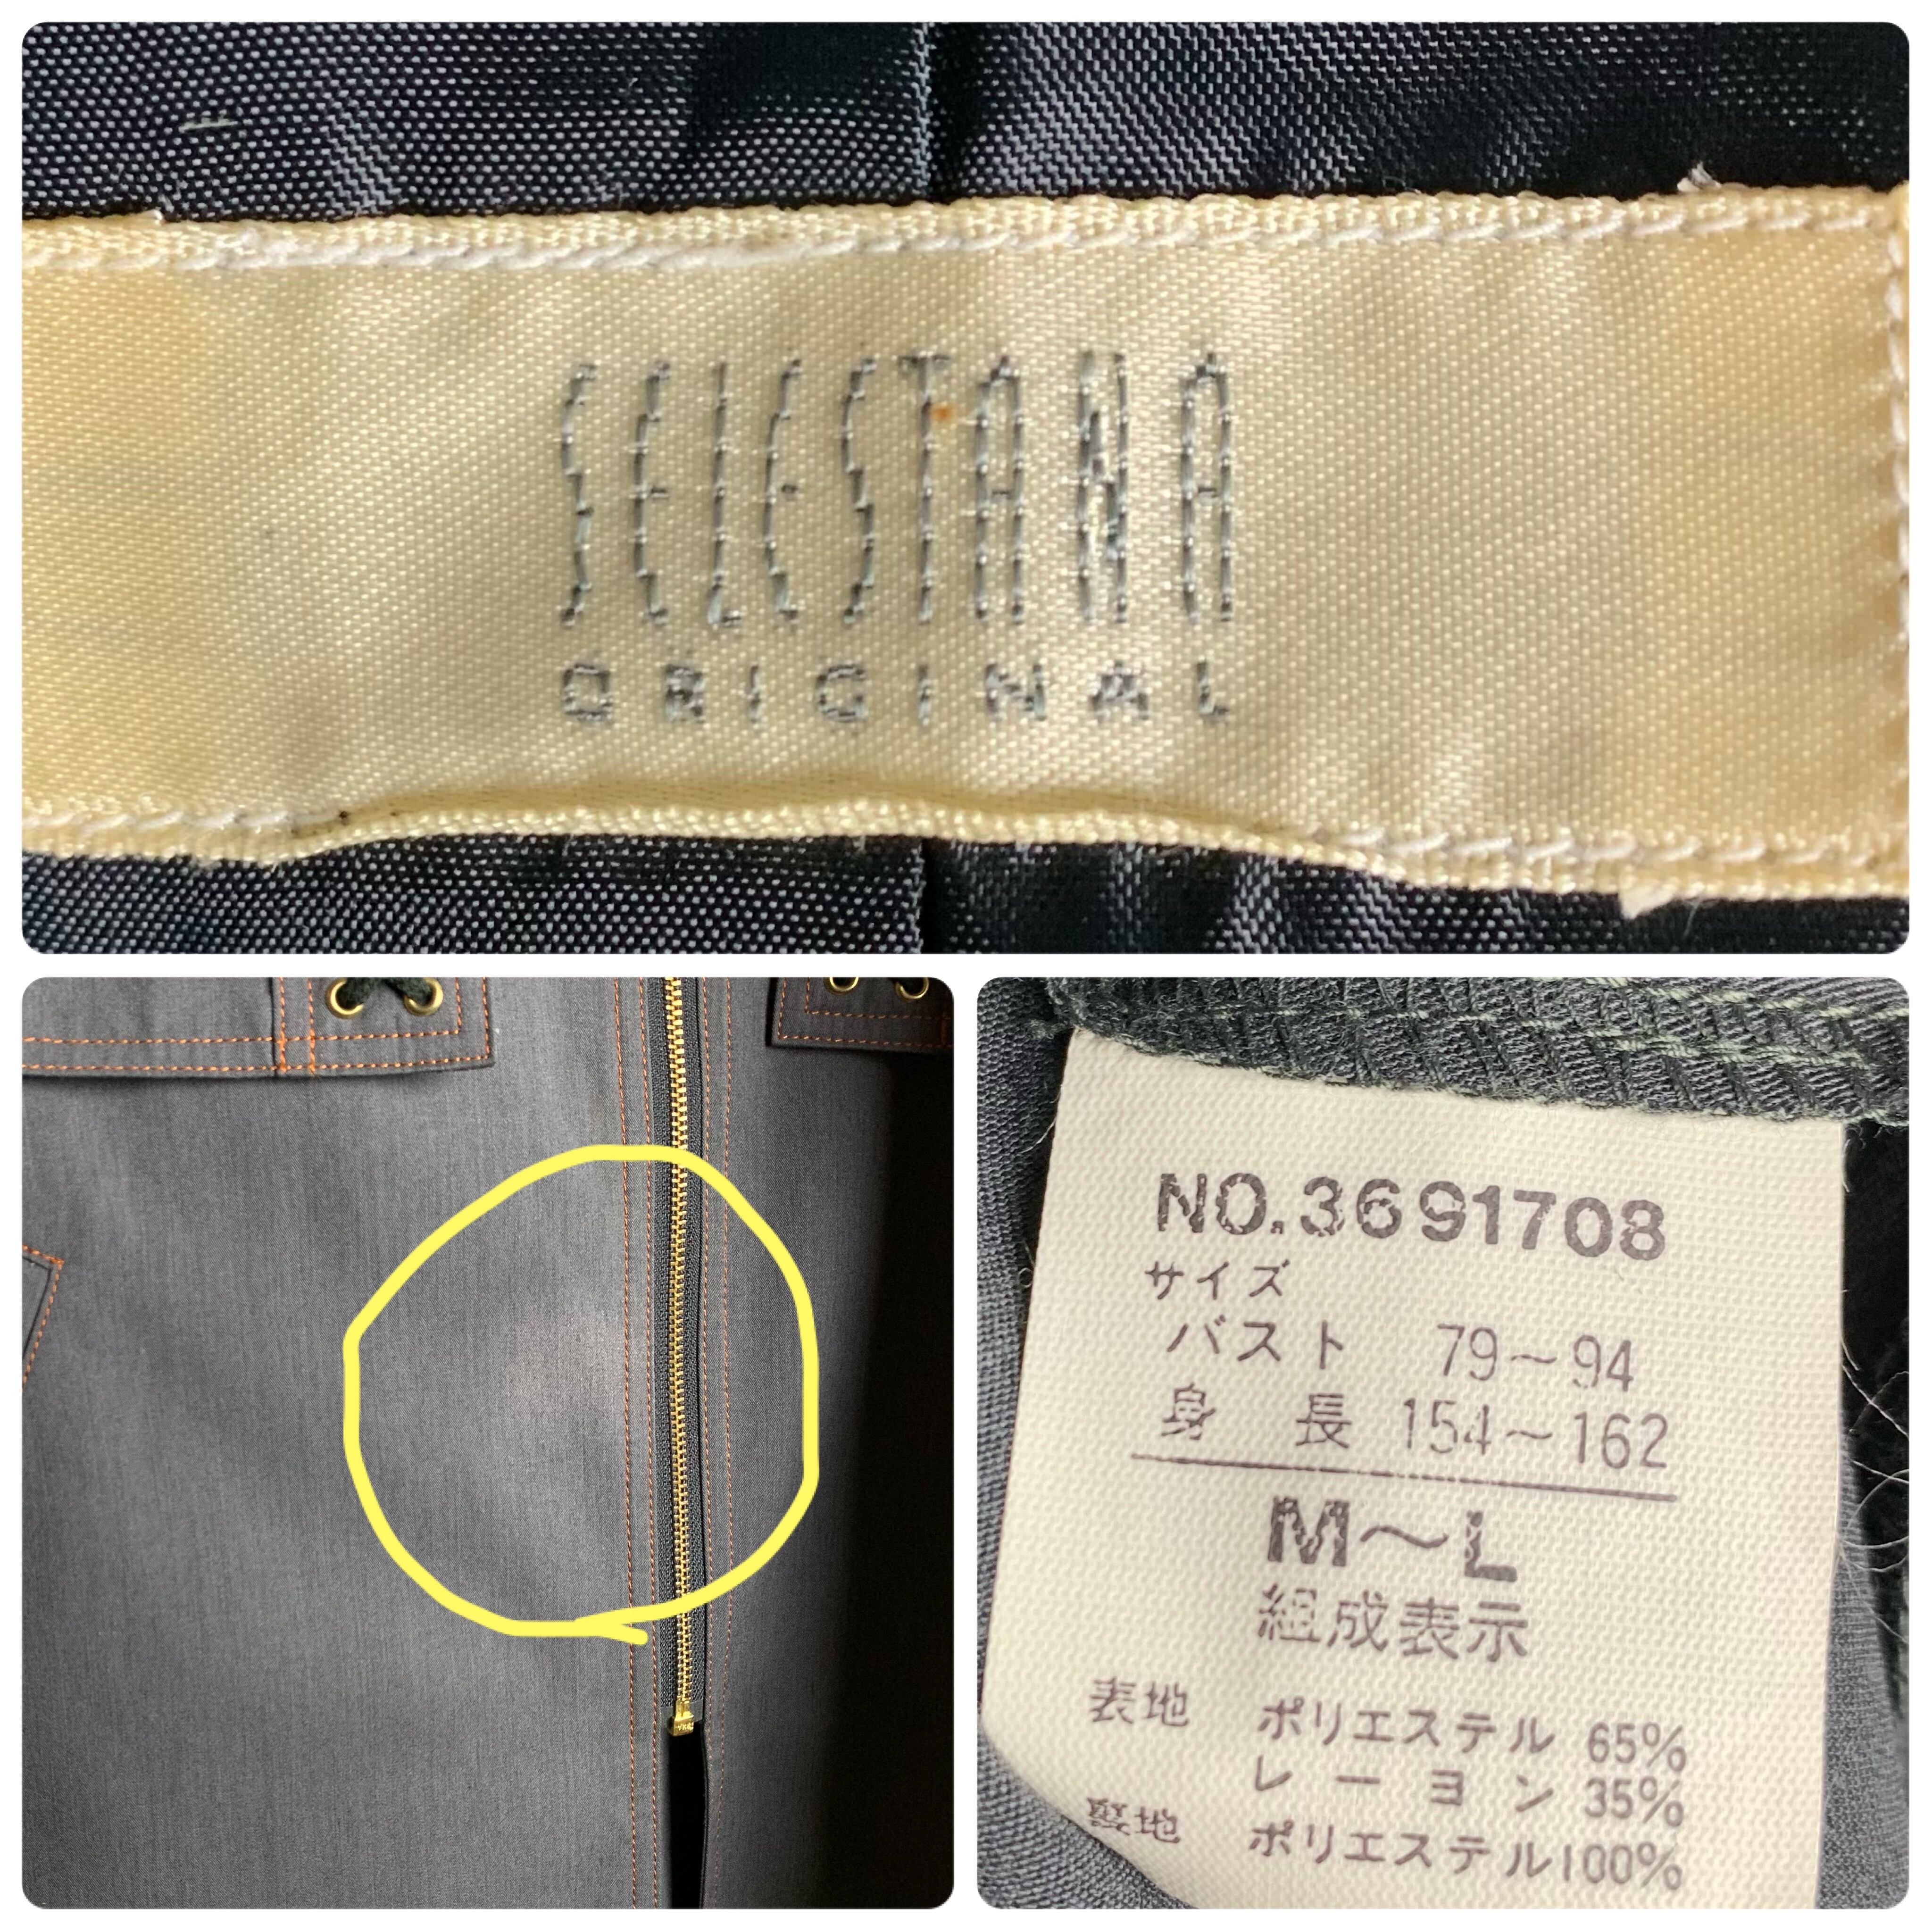 SELESTANA
ORIGINAL
NO.3691708
サイズ
バスト 79～94
身長 154～162
M～L
組成表示
表地 ポリエステル 65%
レーヨン 35%
裏地 ポリエステル100%